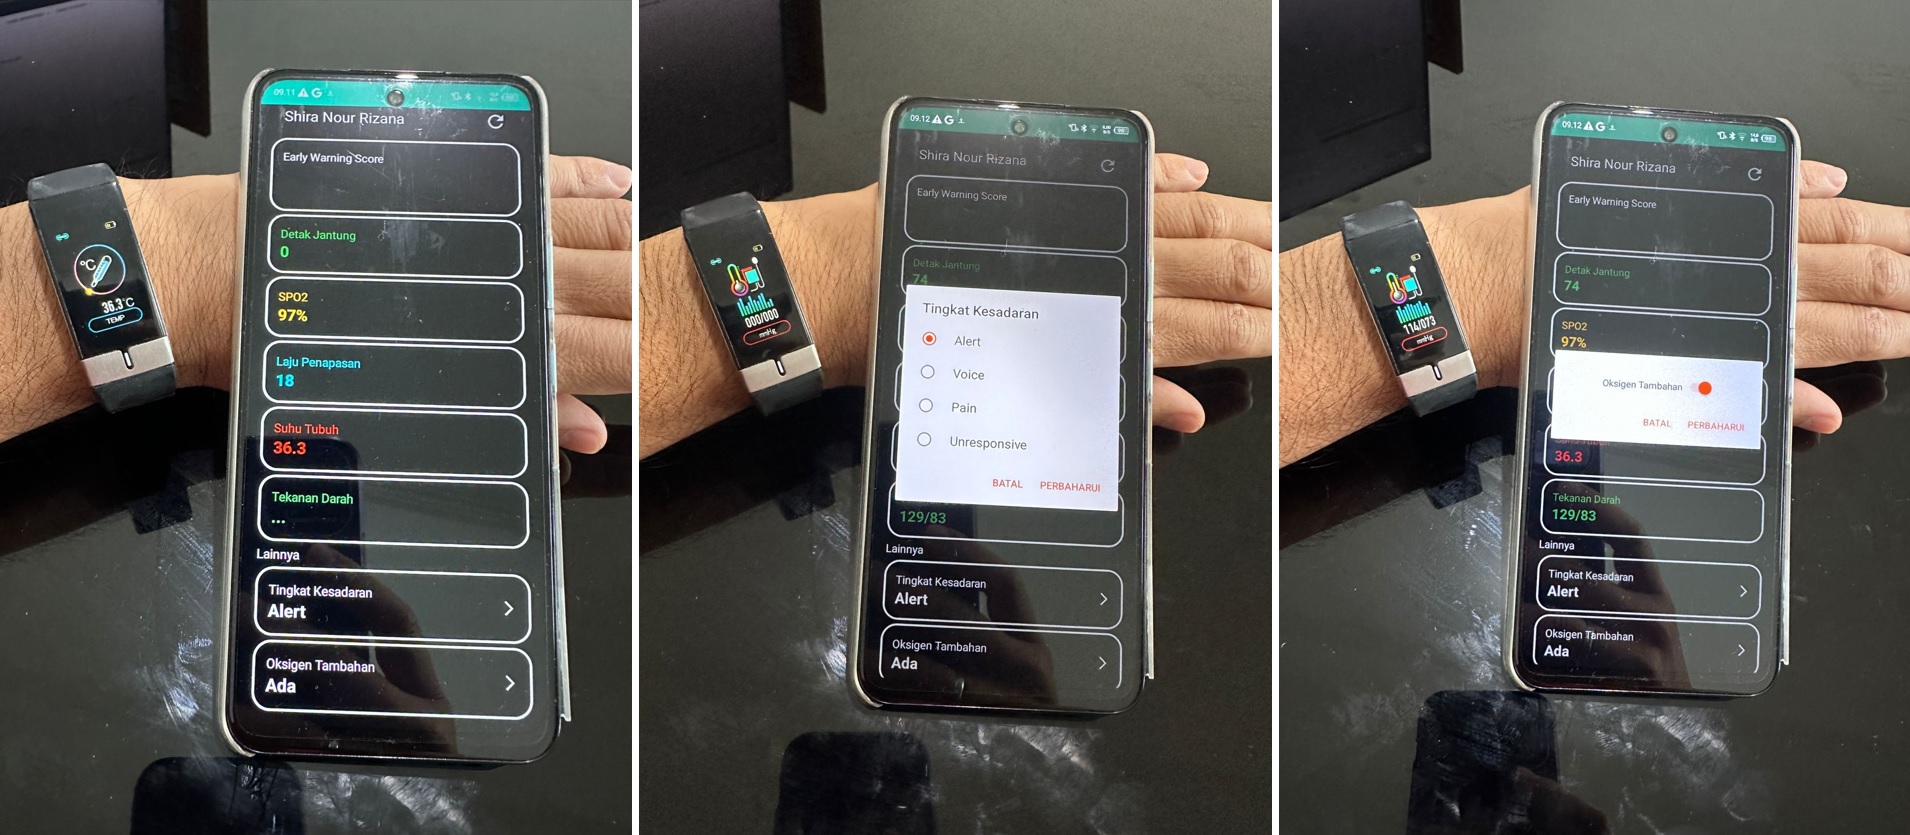 09.11
Shira Nour Rizana
Early Warning Score
Detak Jantung
0
SPO2
97%
Laju Penapasan
18
Suhu Tubuh
36.3
Tekanan Darah
...
Lainnya
Tingkat Kesadaran
Alert
Oksigen Tambahan
Ada
°C
36.3°C
TEMP
09.12
Shira Nour Rizana
Early Warning Score
Detak Jantung
74
Tingkat Kesadaran
Alert
Voice
Pain
Unresponsive
BATAL PERBAHARUI
129/83
Lainnya
Tingkat Kesadaran
Alert
Oksigen Tambahan
Ada
000/000
mmHg
09.12
Shira Nour Rizana
Early Warning Score
Detak Jantung
74
SPO2
97%
Oksigen Tambahan
BATAL PERBAHARUI
36.3
Tekanan Darah
129/83
Lainnya
Tingkat Kesadaran
Alert
Oksigen Tambahan
Ada
114/073
mmHg